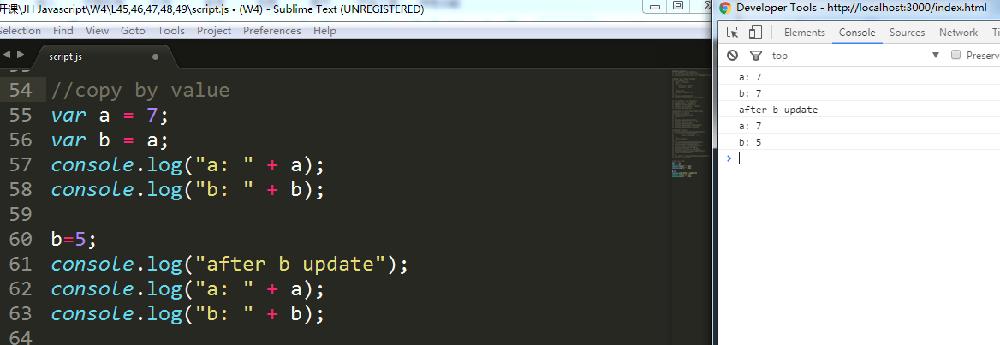 开课\JH Javascript\W4\L45,46,47,48,49\script.js • (W4) - Sublime Text (UNREGISTERED)
Selection Find View Goto Tools Project Preferences Help
script.js
54 //copy by value
55 var a = 7;
56 var b = a;
57 console.log("a: " + a);
58 console.log("b: " + b);
59
60 b=5;
61 console.log("after b update");
62 console.log("a: " + a);
63 console.log("b: " + b);
64
Developer Tools - http://localhost:3000/index.html
Elements Console Sources Network Ti
top Preserv
a: 7
b: 7
after b update
a: 7
b: 5